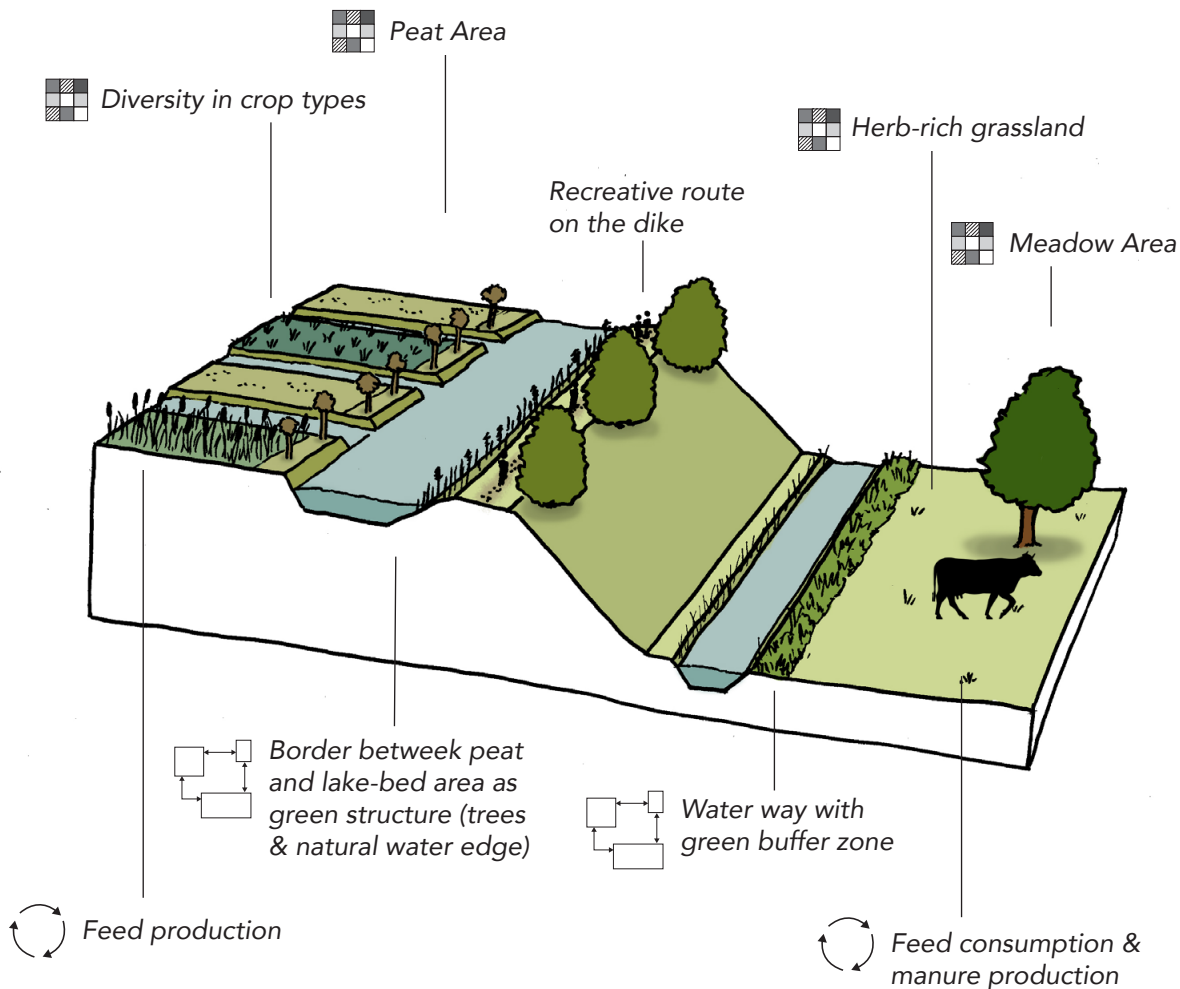 Peat Area
Diversity in crop types
Herb-rich grassland
Recreative route
on the dike
Meadow Area
Border betweek peat
and lake-bed area as
green structure (trees
& natural water edge)
Water way with
green buffer zone
Feed production
Feed consumption &
manure production